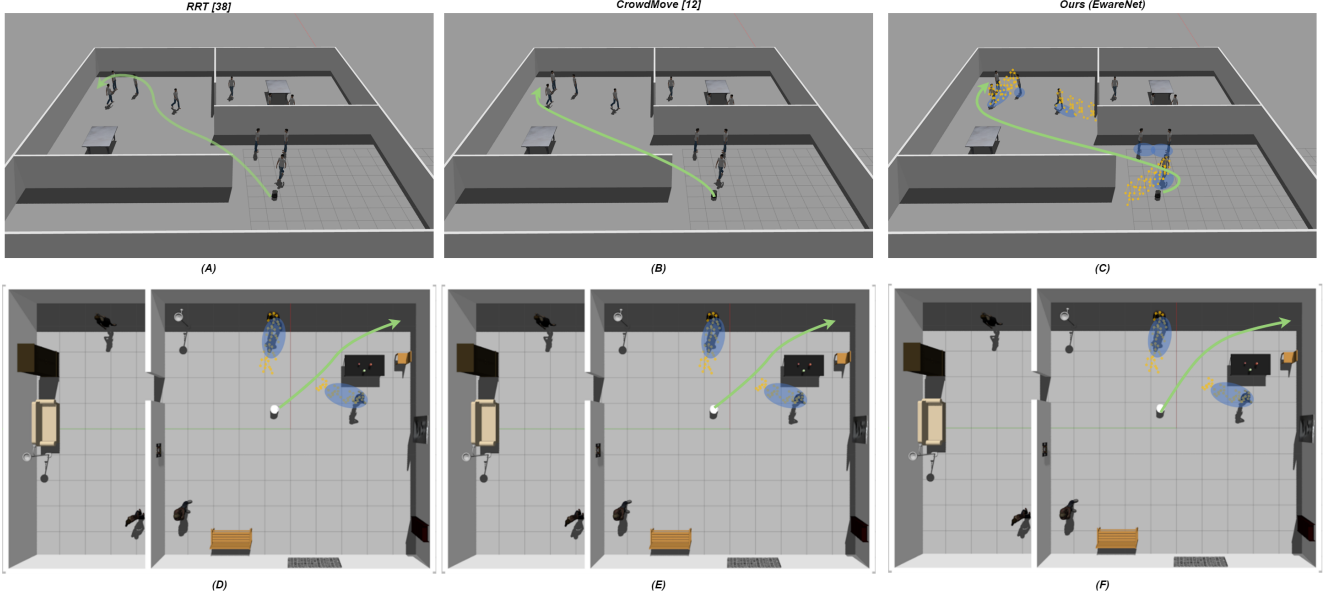 RRT [38]
CrowdMove [12]
Ours (EwareNet)
(A)
(B)
(C)
(D)
(E)
(F)